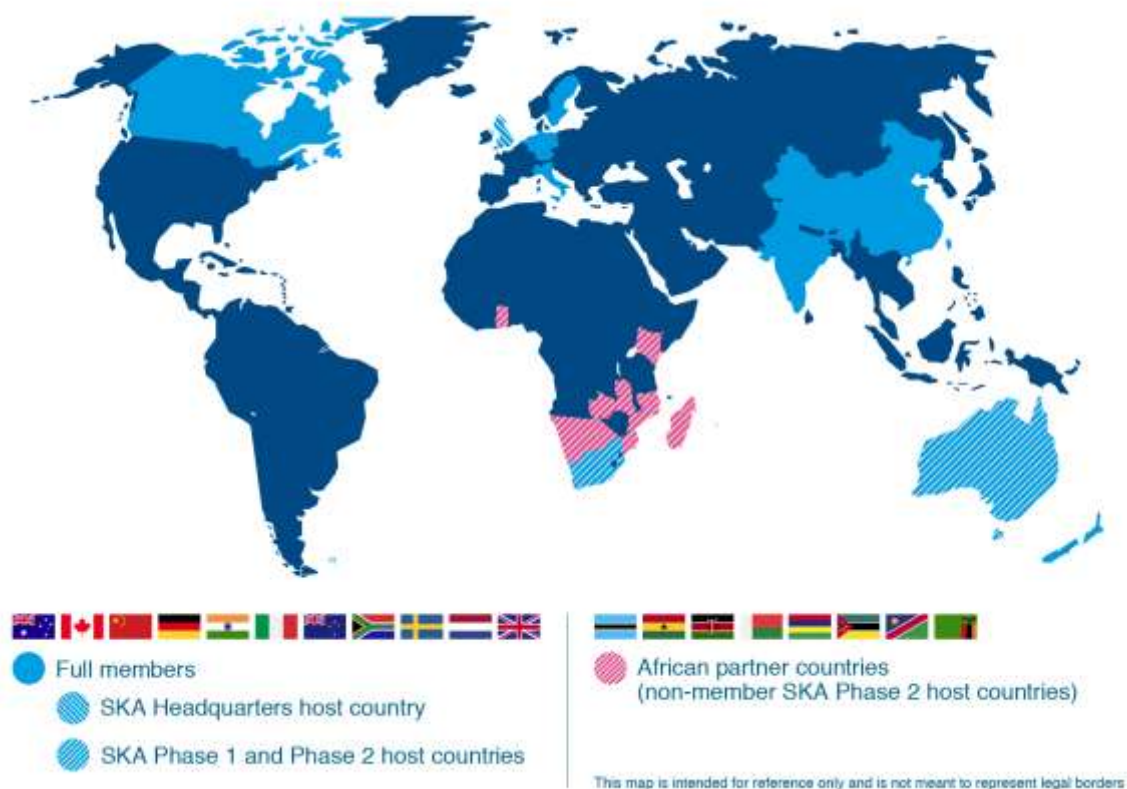 Full members
SKA Headquarters host country
SKA Phase 1 and Phase 2 host countries
African partner countries
(non-member SKA Phase 2 host countries)
This map is intended for reference only and is not meant to represent legal borders